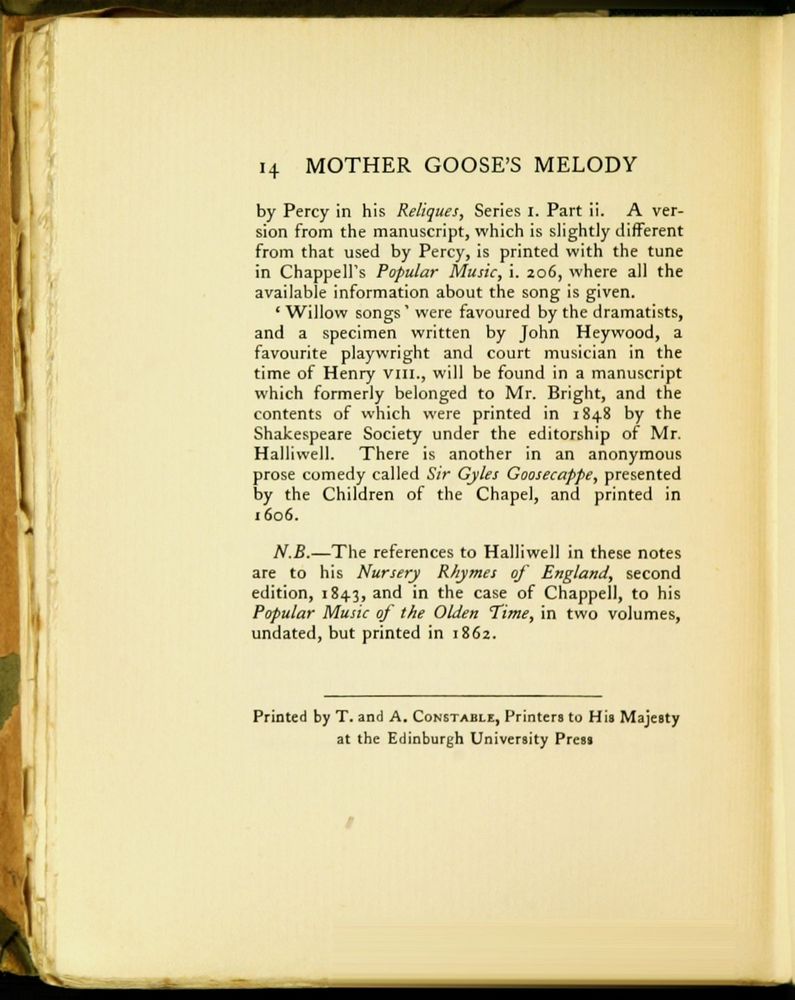 14 MOTHER GOOSE'S MELODY
by Percy in his Reliques, Series I. Part ii. A ver-
sion from the manuscript, which is slightly different
from that used by Percy, is printed with the tune
in Chappell's Popular Music, i. 206, where all the
available information about the song is given.
‘Willow songs’ were favoured by the dramatists,
and a specimen written by John Heywood, a
favourite playwright and court musician in the
time of Henry VIII., will be found in a manuscript
which formerly belonged to Mr. Bright, and the
contents of which were printed in 1848 by the
Shakespeare Society under the editorship of Mr.
Halliwell. There is another in an anonymous
prose comedy called Sir Gyles Goosecappe, presented
by the Children of the Chapel, and printed in
1606.
N.B.—The references to Halliwell in these notes
are to his Nursery Rhymes of England, second
edition, 1843, and in the case of Chappell, to his
Popular Music of the Olden Time, in two volumes,
undated, but printed in 1862.
Printed by T. and A. CONSTABLE, Printers to His Majesty
at the Edinburgh University Press